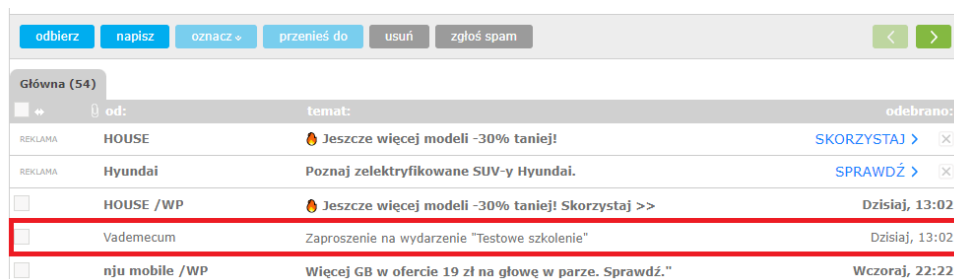 odbierz napisz oznacz przenieś do usuń zgłoś spam
Główna (54)
od: temat: odebrano:
REKLAMA HOUSE 🔥 Jeszcze więcej modeli -30% taniej! SKORZYSTAJ >
REKLAMA Hyundai Poznaj zelektryfikowane SUV-y Hyundai. SPRAWDŹ >
HOUSE /WP 🔥 Jeszcze więcej modeli -30% taniej! Skorzystaj >> Dzisiaj, 13:02
Vademecum Zaproszenie na wydarzenie "Testowe szkolenie" Dzisiaj, 13:02
nju mobile /WP Więcej GB w ofercie 19 zł na głowę w parze. Sprawdź." Wczoraj, 22:22